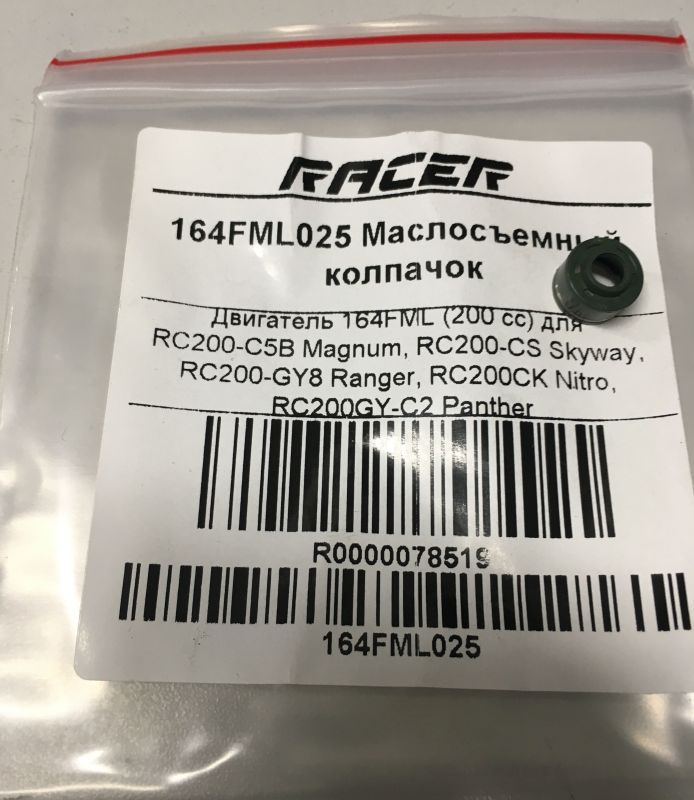 RACER
164FML025 Маслосъемный
колпачок
Двигатель 164FML (200 cc) для
RC200-C5B Magnum, RC200-CS Skyway,
RC200-GY8 Ranger, RC200CK Nitro,
RC200GY-C2 Panther
R0000078519
164FML025